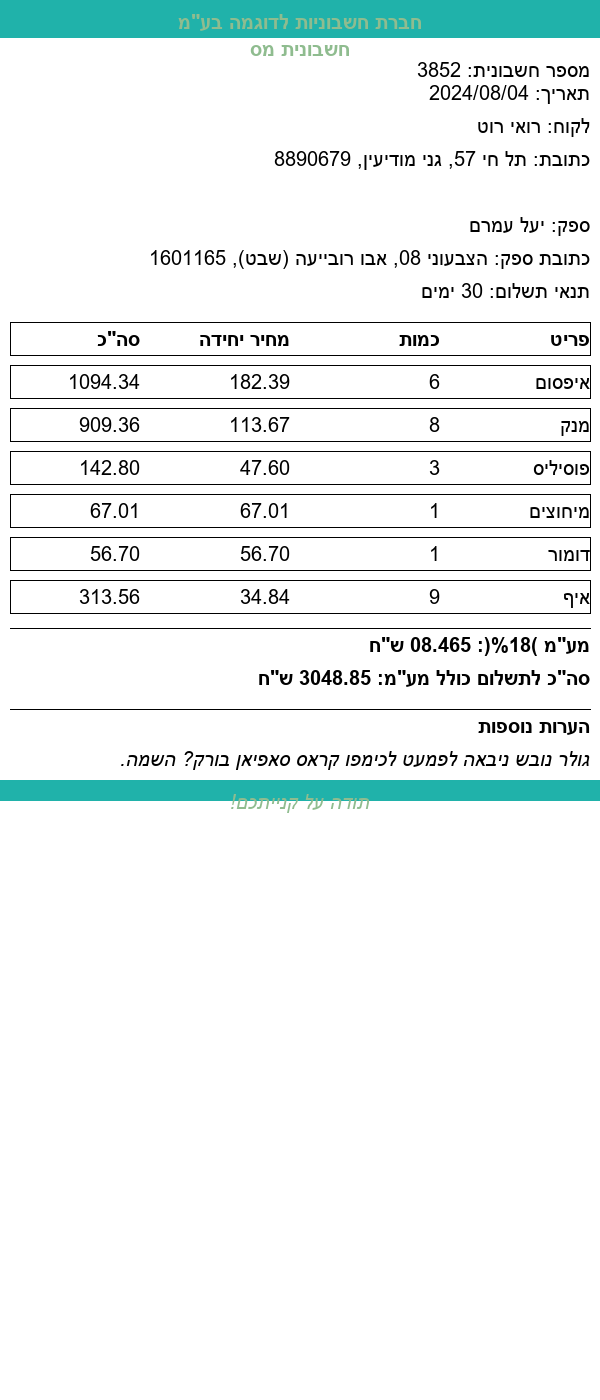 חברת חשבוניות לדוגמה בע"מ
חשבונית מס
מספר חשבונית: 3852
תאריך: 2024/08/04
לקוח: רואי רוט
כתובת: תל חי 57, גני מודיעין, 8890679
ספק: יעל עמרם
כתובת ספק: הצבעוני 08, אבו רובייעה (שבט), 1601165
תנאי תשלום: 30 ימים
פריט כמות מחיר יחידה סה"כ
איפסום 6 182.39 1094.34
מנק 8 113.67 909.36
פוסיליס 3 47.60 142.80
מיחוצים 1 67.01 67.01
דומור 1 56.70 56.70
איף 9 34.84 313.56
מע"מ )18%(: 08.465 ש"ח
סה"כ לתשלום כולל מע"מ: 3048.85 ש"ח
הערות נוספות
גולר נובש ניבאה לפמעט לכימפו קראס סאפיאן בורק? השמה.
תודה על קנייתכם!